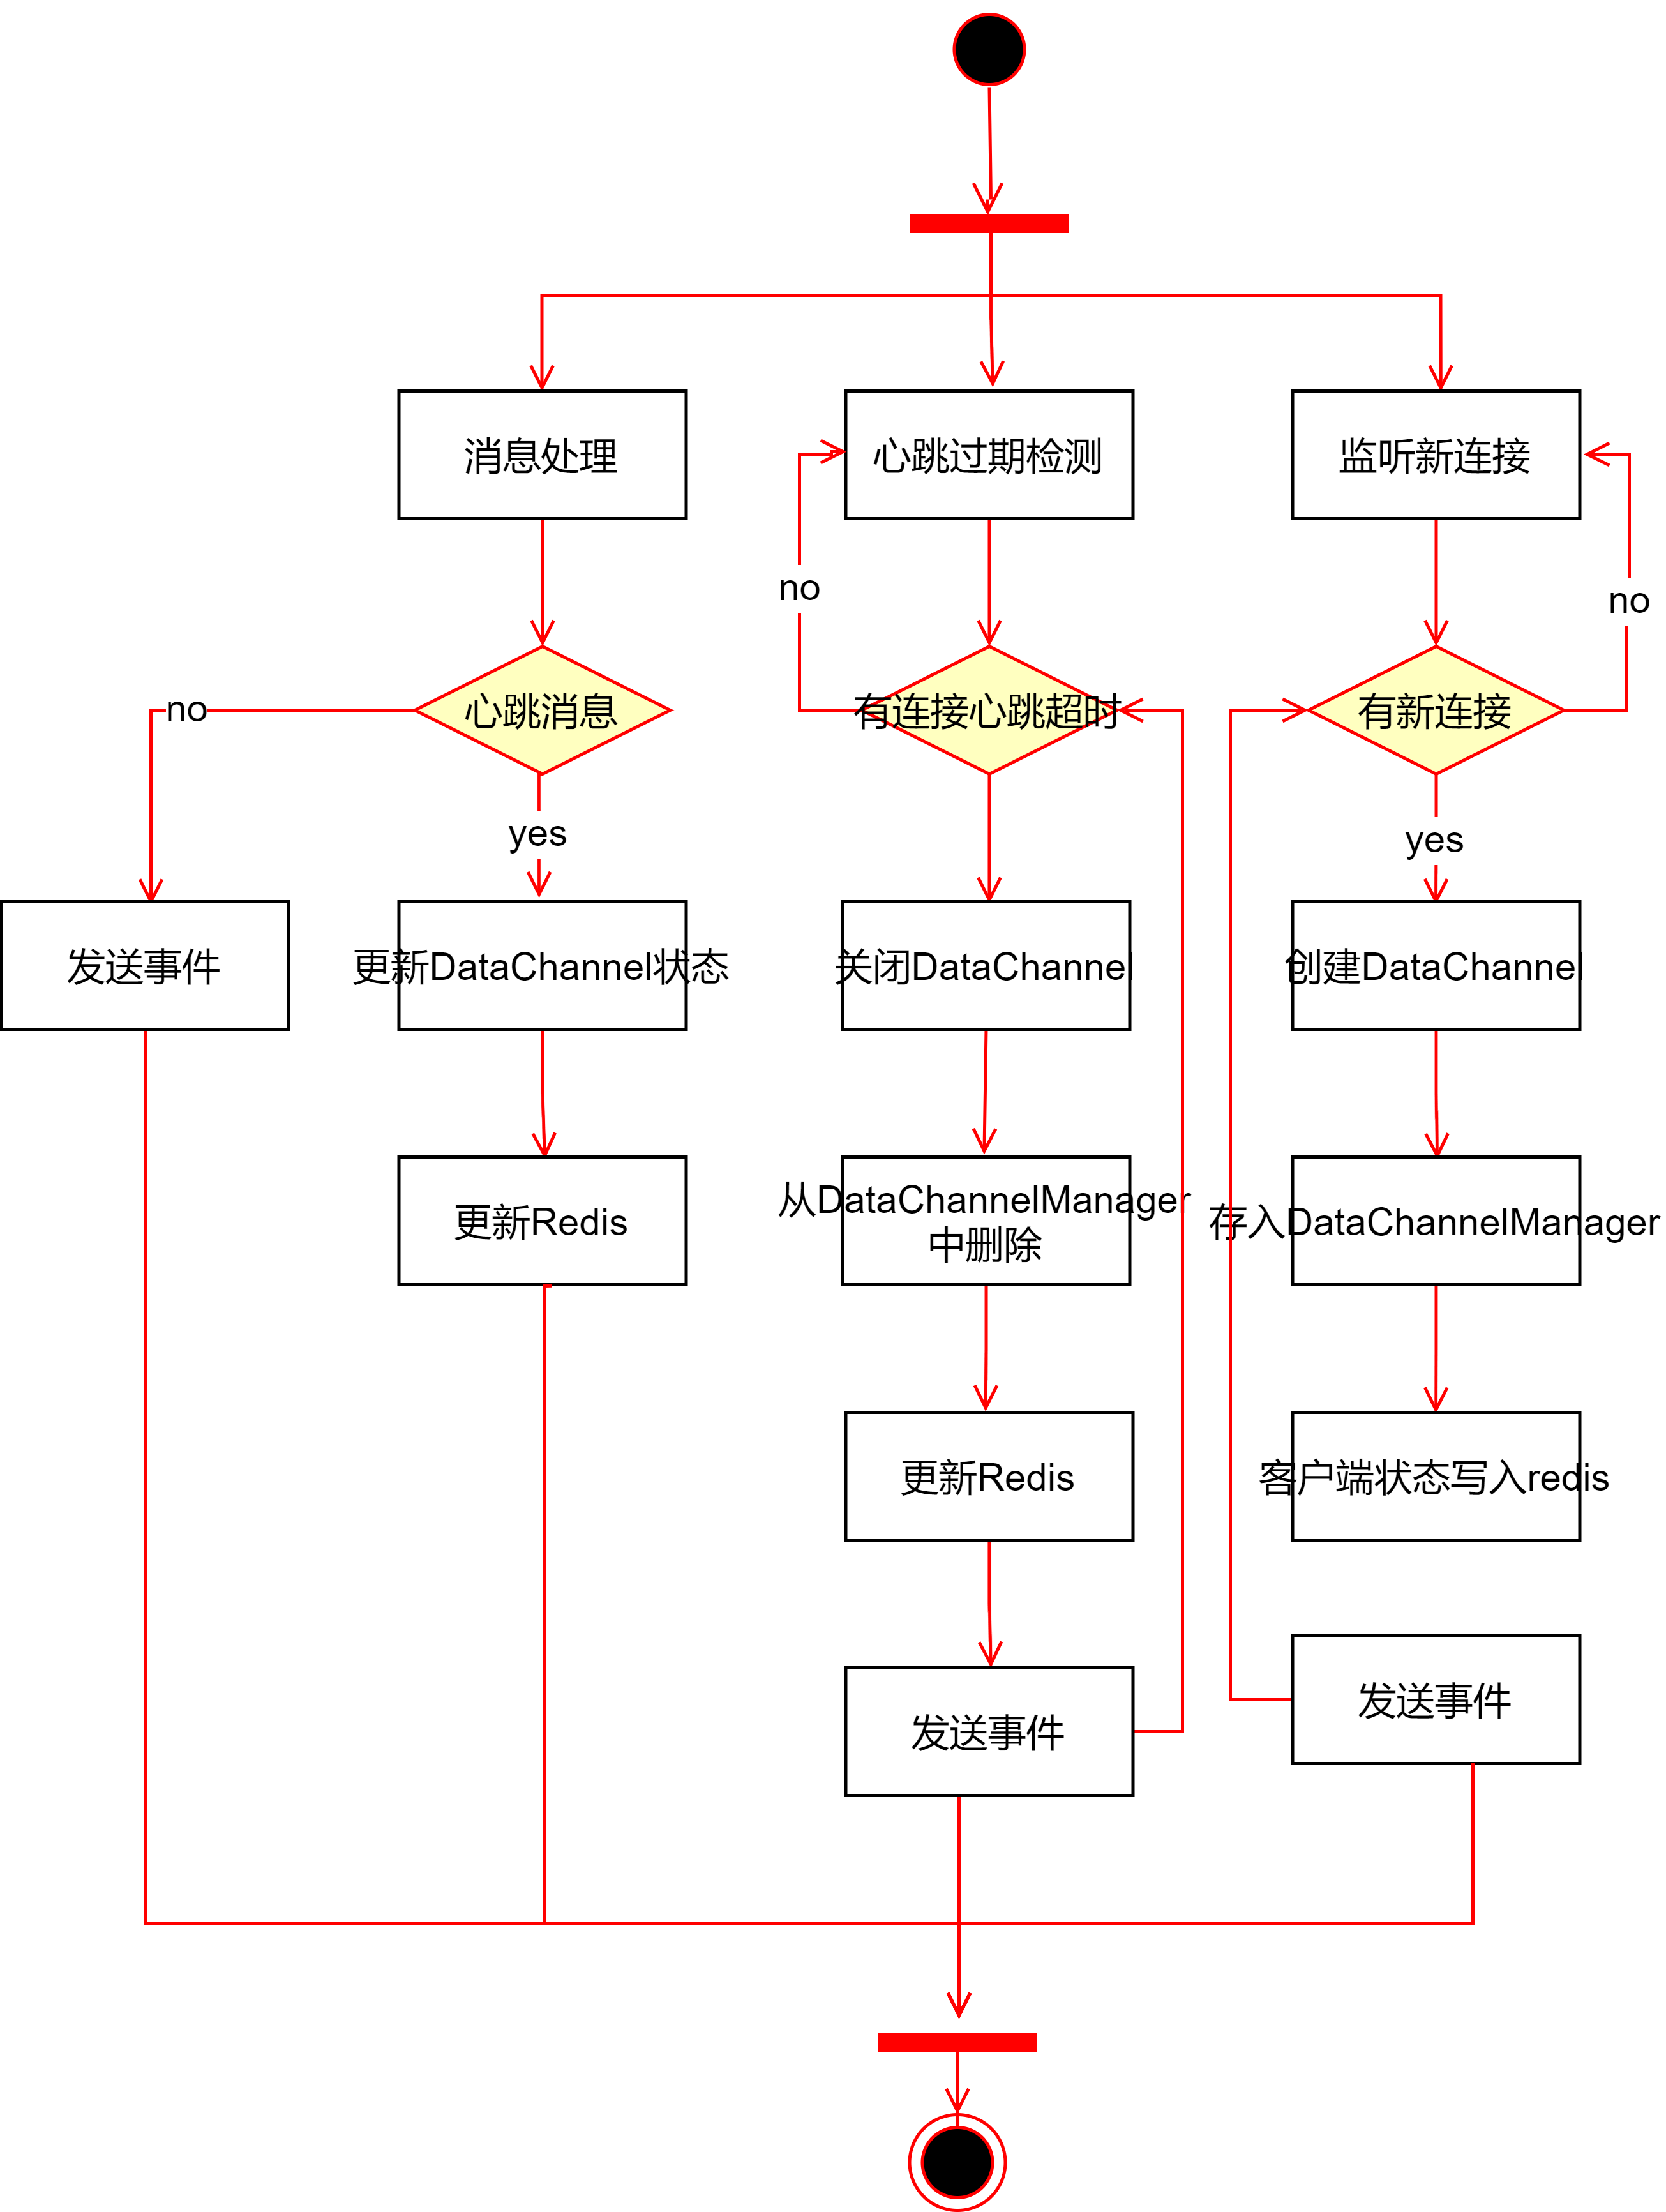 消息处理
心跳过期检测
监听新连接
no
no
心跳消息
有连接心跳超时
有新连接
no
yes
yes
发送事件
更新DataChannel状态
关闭DataChannel
创建DataChannel
更新Redis
从DataChannelManager
中删除
存入DataChannelManager
更新Redis
客户端状态写入redis
发送事件
发送事件